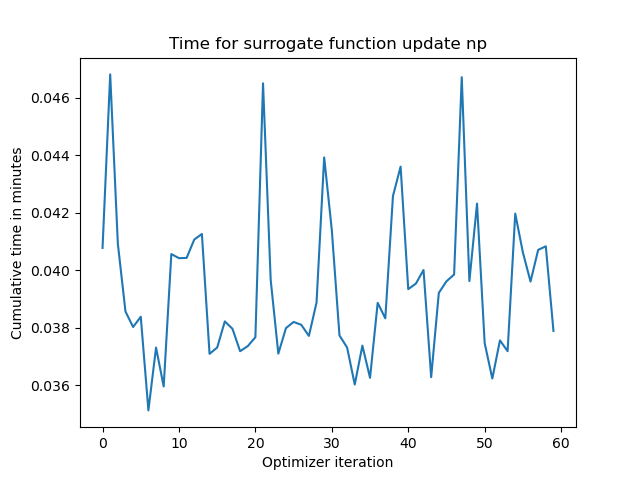 Time for surrogate function update np
Cumulative time in minutes
0.046
0.044
0.042
0.040
0.038
0.036
0 10 20 30 40 50 60
Optimizer iteration